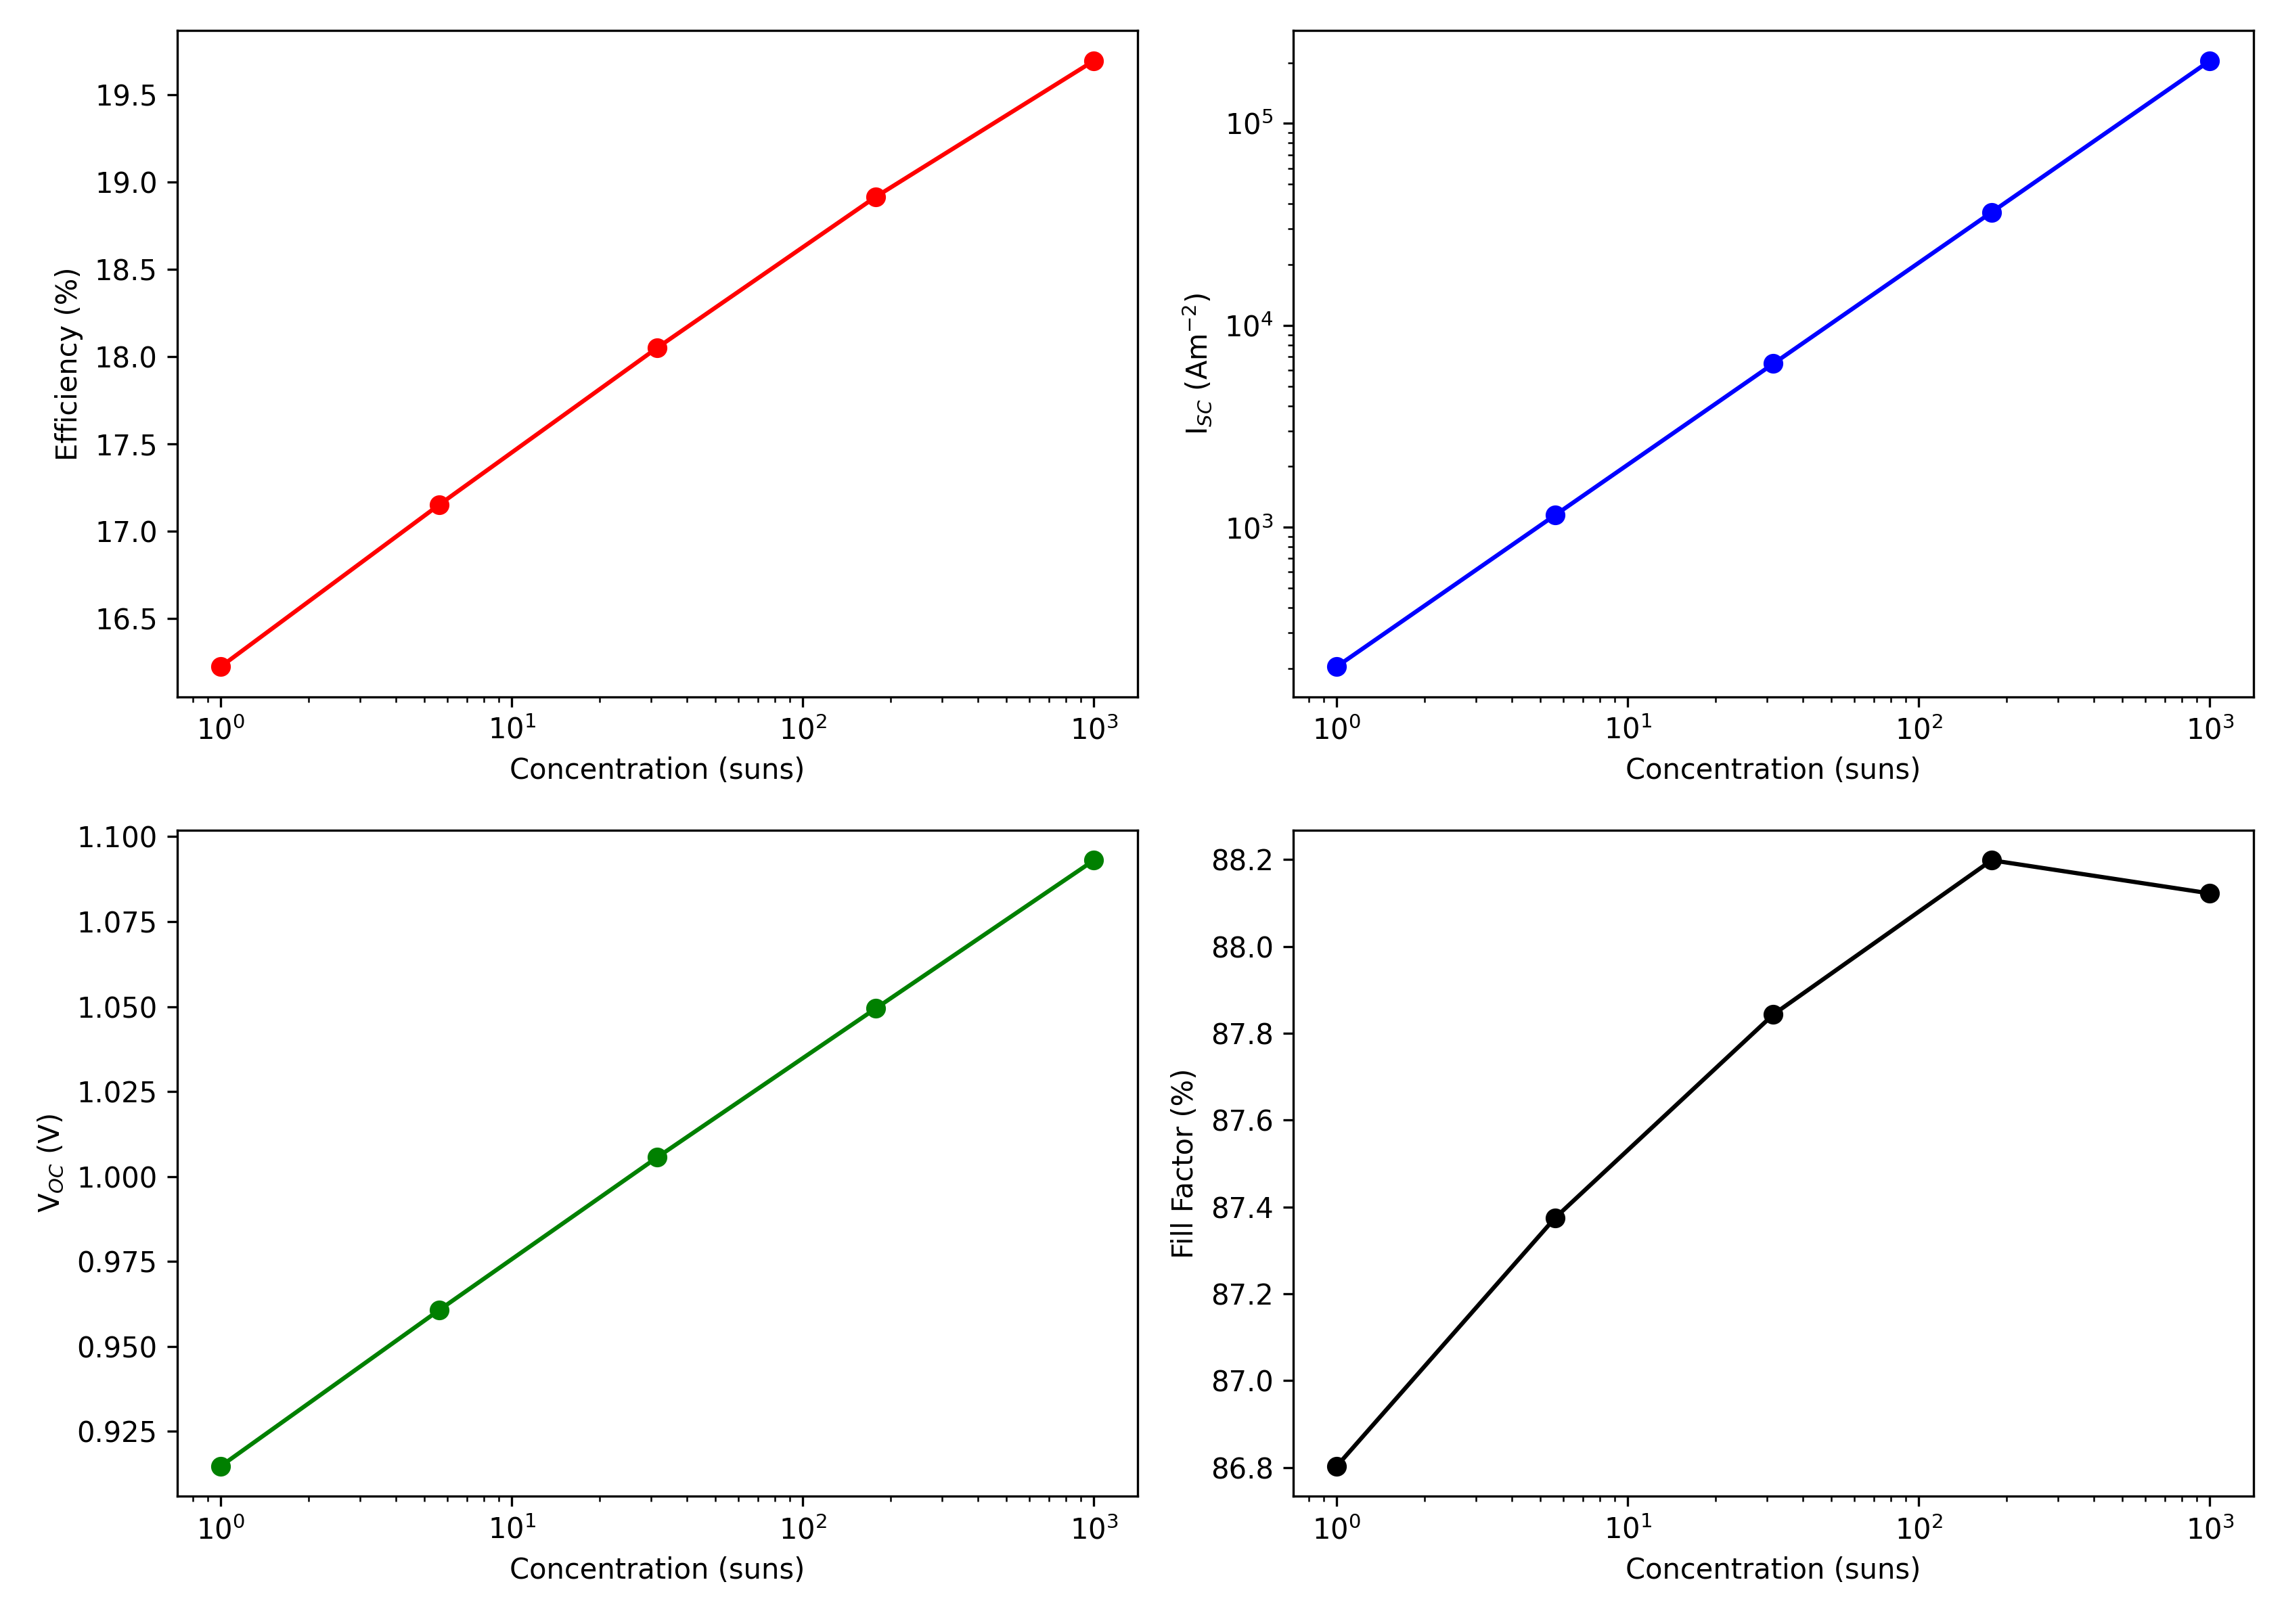 Efficiency (%)
19.5
19.0
18.5
18.0
17.5
17.0
16.5
10⁰ 10¹ 10² 10³
Concentration (suns)
I_SC (Am⁻²)
10⁵
10⁴
10³
10⁰ 10¹ 10² 10³
Concentration (suns)
V_OC (V)
1.100
1.075
1.050
1.025
1.000
0.975
0.950
0.925
10⁰ 10¹ 10² 10³
Concentration (suns)
Fill Factor (%)
88.2
88.0
87.8
87.6
87.4
87.2
87.0
86.8
10⁰ 10¹ 10² 10³
Concentration (suns)